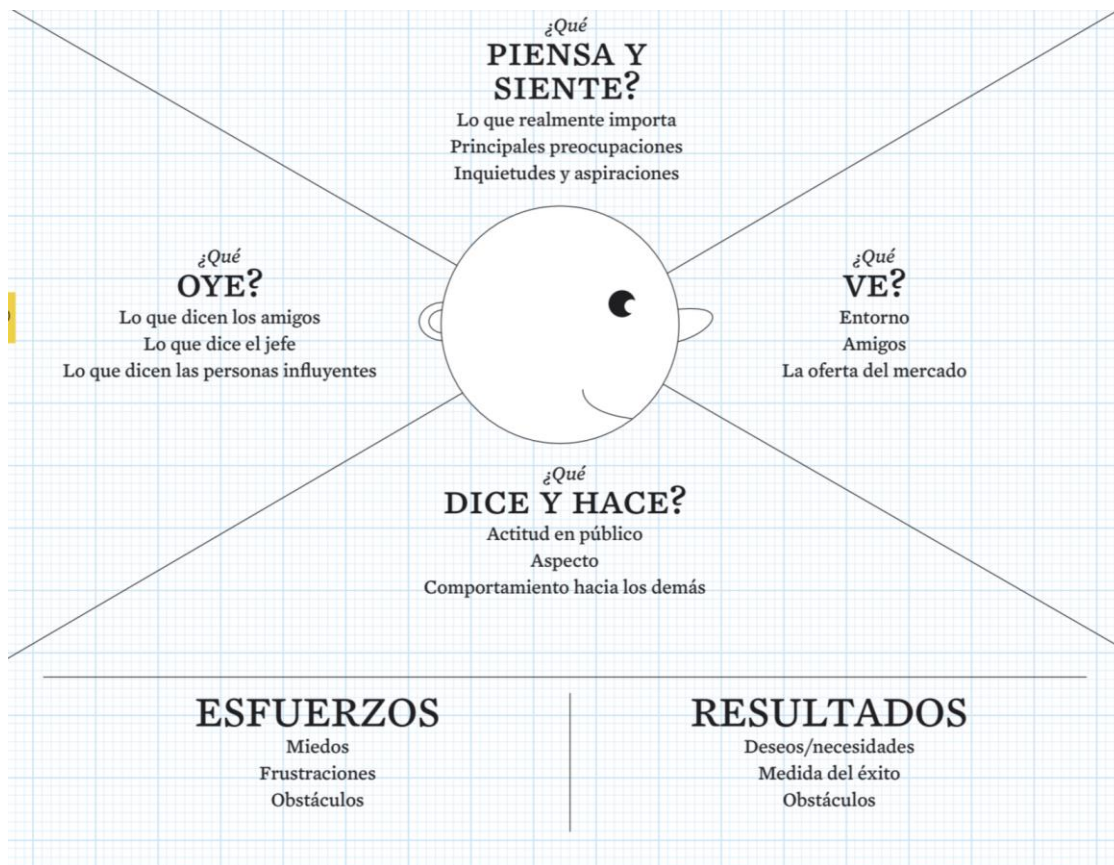 ¿Qué
PIENSA Y
SIENTE?
Lo que realmente importa
Principales preocupaciones
Inquietudes y aspiraciones
¿Qué
OYE?
Lo que dicen los amigos
Lo que dice el jefe
Lo que dicen las personas influyentes
¿Qué
VE?
Entorno
Amigos
La oferta del mercado
¿Qué
DICE Y HACE?
Actitud en público
Aspecto
Comportamiento hacia los demás
ESFUERZOS
Miedos
Frustraciones
Obstáculos
RESULTADOS
Deseos/necesidades
Medida del éxito
Obstáculos